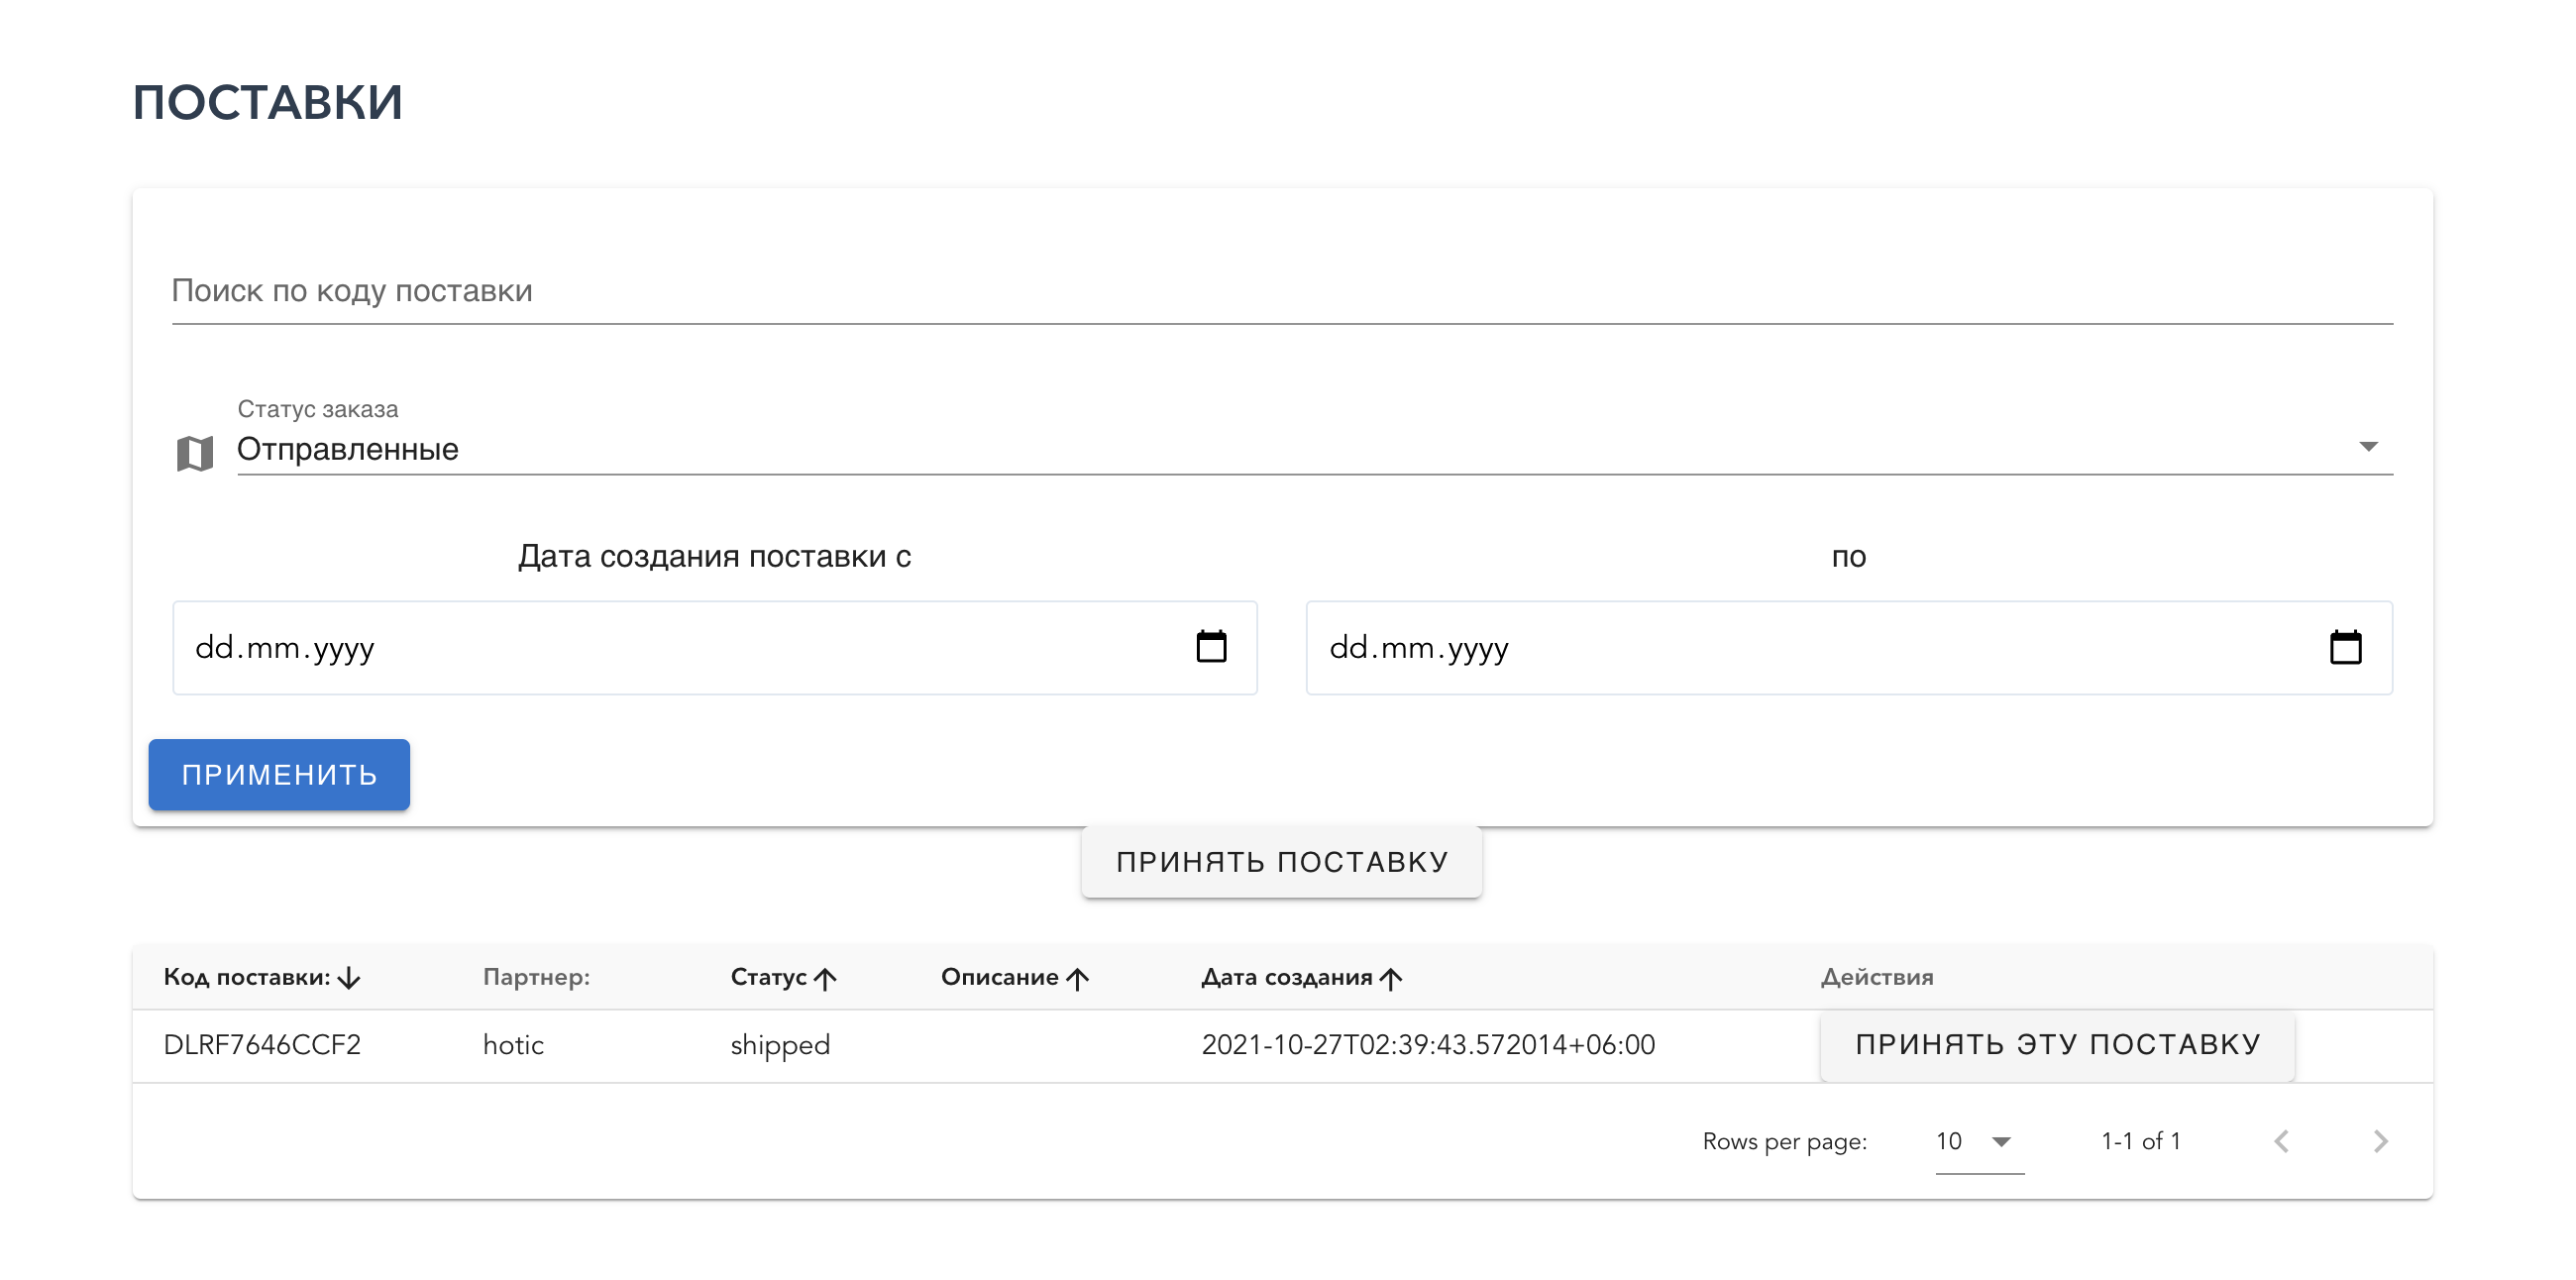 ПОСТАВКИ
Поиск по коду поставки
Статус заказа
Отправленные
Дата создания поставки с
по
dd.mm.yyyy
dd.mm.yyyy
ПРИМЕНИТЬ
ПРИНЯТЬ ПОСТАВКУ
Код поставки: Партнер: Статус Описание Дата создания Действия
DLRF7646CCF2 hotic shipped 2021-10-27T02:39:43.572014+06:00 ПРИНЯТЬ ЭТУ ПОСТАВКУ
Rows per page: 10 1-1 of 1